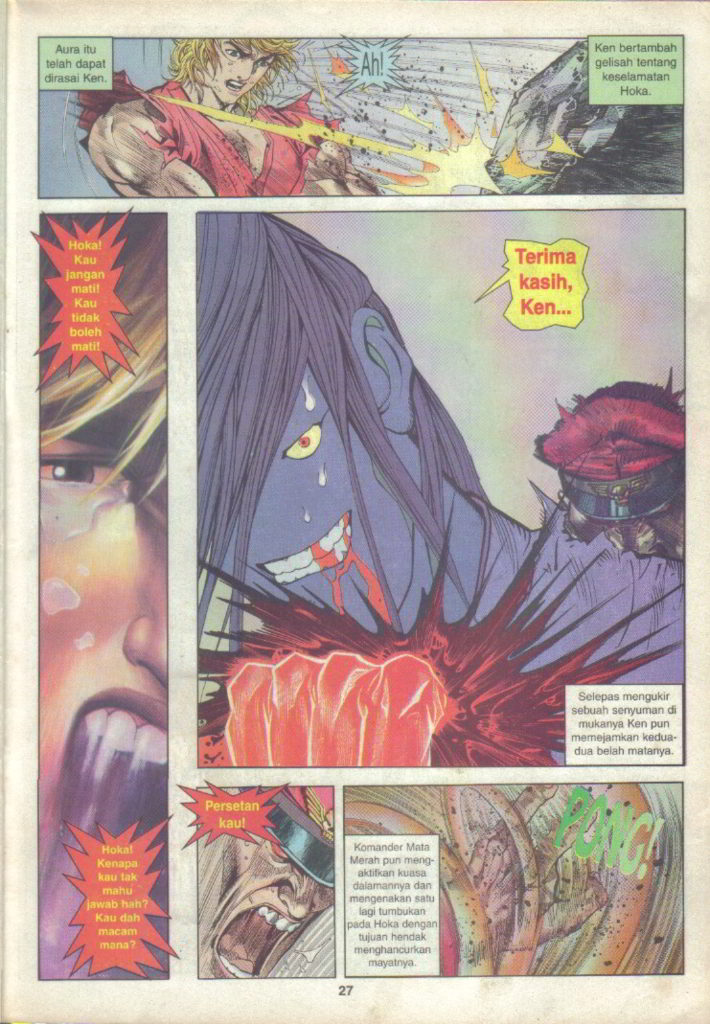 Aura itu
telah dapat
dirasai Ken.
Ah!
Ken bertambah
gelisah tentang
keselamatan
Hoka.
Hoka!
Kau
jangan
mati!
Kau
tidak
boleh
mati!
Terima
kasih,
Ken...
Selepas mengukir
sebuah senyuman di
mukanya Ken pun
memejamkan kedua-
dua belah matanya.
Hoka!
Kenapa
kau tak
mahu
jawab hah?
Kau dah
macam
mana?
Persetan
kau!
Komander Mata
Merah pun meng-
aktifkan kuasa
dalamannya dan
mengenakan satu
lagi tumbukan
pada Hoka dengan
tujuan hendak
menghancurkan
mayatnya.
PONG!
27